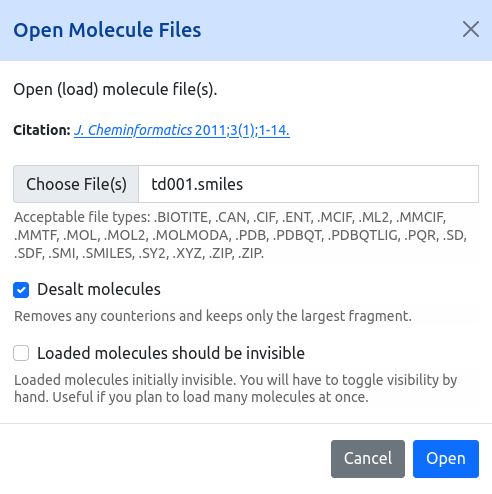 Open Molecule Files
Open (load) molecule file(s).
Citation: J. Cheminformatics 2011;3(1);1-14.
Choose File(s) td001.smiles
Acceptable file types: .BIOTITE, .CAN, .CIF, .ENT, .MCIF, .ML2, .MMCIF,
.MMTF, .MOL, .MOL2, .MOLMODA, .PDB, .PDBQT, .PDBQTLIG, .PQR, .SD,
.SDF, .SMI, .SMILES, .SY2, .XYZ, .ZIP, .ZIP.
Desalt molecules
Removes any counterions and keeps only the largest fragment.
Loaded molecules should be invisible
Loaded molecules initially invisible. You will have to toggle visibility by
hand. Useful if you plan to load many molecules at once.
Cancel Open